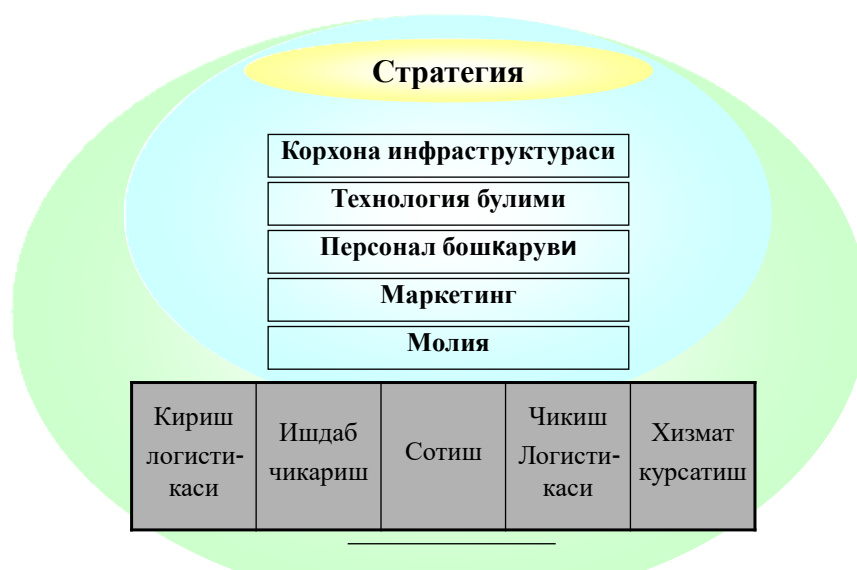 Стратегия
Корхона инфраструктураси
Технология булими
Персонал бошкаруви
Маркетинг
Молия
Кириш
логисти-
каси
Ишдаб
чикариш
Сотиш
Чикиш
Логисти-
каси
Хизмат
курсатиш